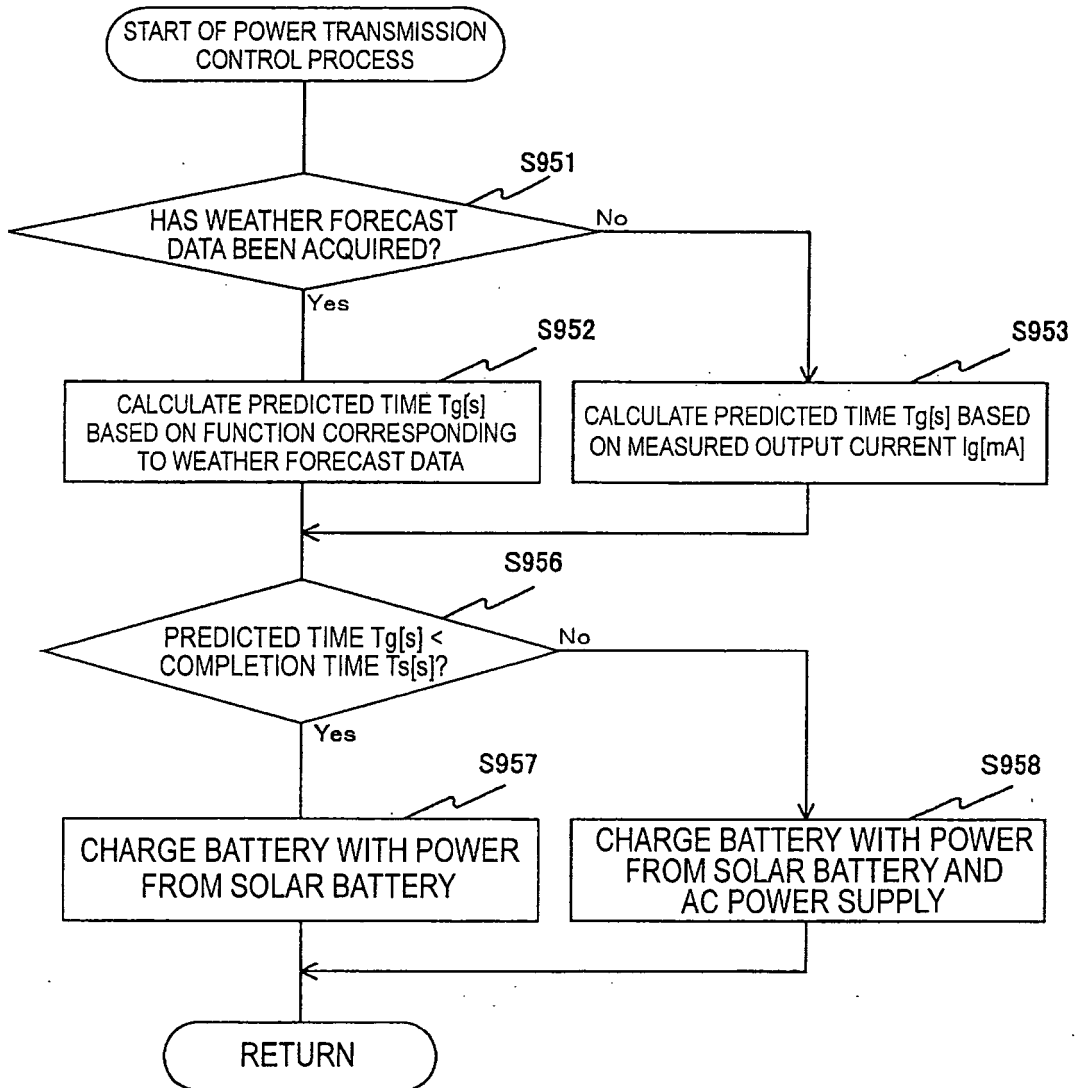 START OF POWER TRANSMISSION
CONTROL PROCESS
S951
HAS WEATHER FORECAST
DATA BEEN ACQUIRED?
No
Yes
S952
S953
CALCULATE PREDICTED TIME Tg[s]
BASED ON FUNCTION CORRESPONDING
TO WEATHER FORECAST DATA
CALCULATE PREDICTED TIME Tg[s] BASED
ON MEASURED OUTPUT CURRENT Ig[mA]
S956
PREDICTED TIME Tg[s] <
COMPLETION TIME Ts[s]?
No
Yes
S957
S958
CHARGE BATTERY WITH POWER
FROM SOLAR BATTERY
CHARGE BATTERY WITH POWER
FROM SOLAR BATTERY AND
AC POWER SUPPLY
RETURN